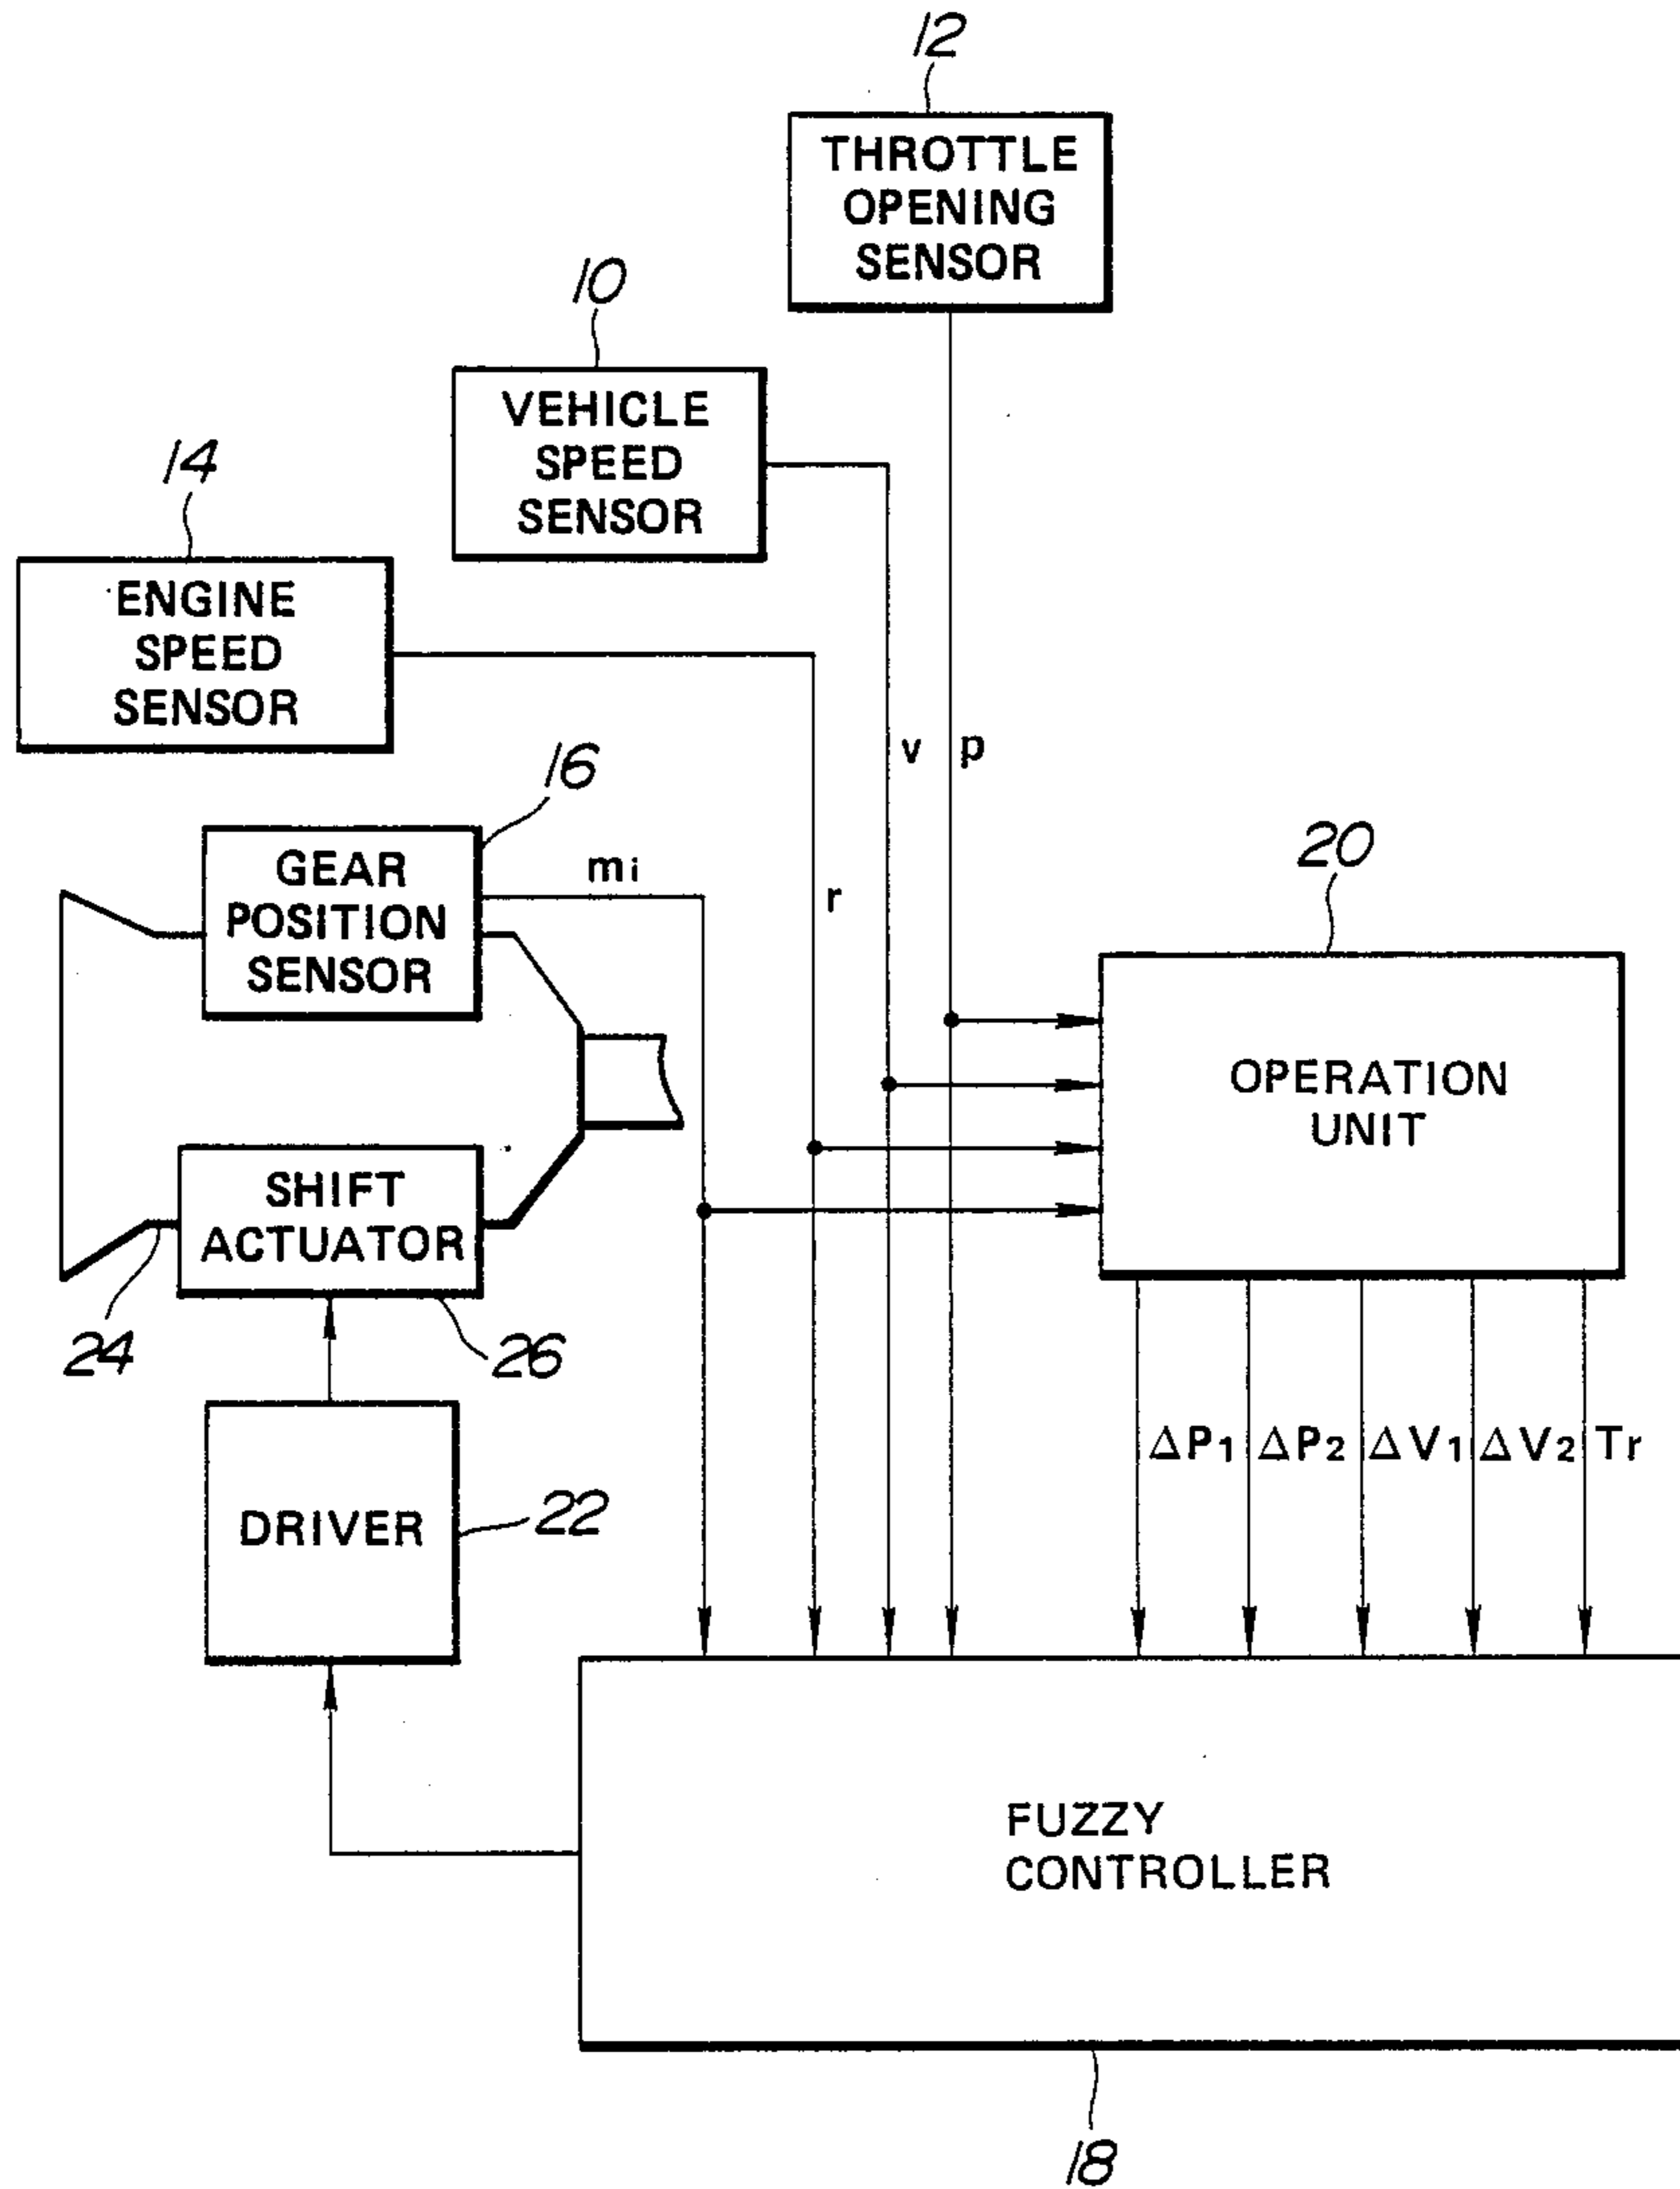 12
THROTTLE
OPENING
SENSOR
10
VEHICLE
SPEED
SENSOR
14
ENGINE
SPEED
SENSOR
v
p
16
GEAR
POSITION
SENSOR
mi
r
20
OPERATION
UNIT
SHIFT
ACTUATOR
24
26
ΔP1
ΔP2
ΔV1
ΔV2
Tr
DRIVER
22
FUZZY
CONTROLLER
18